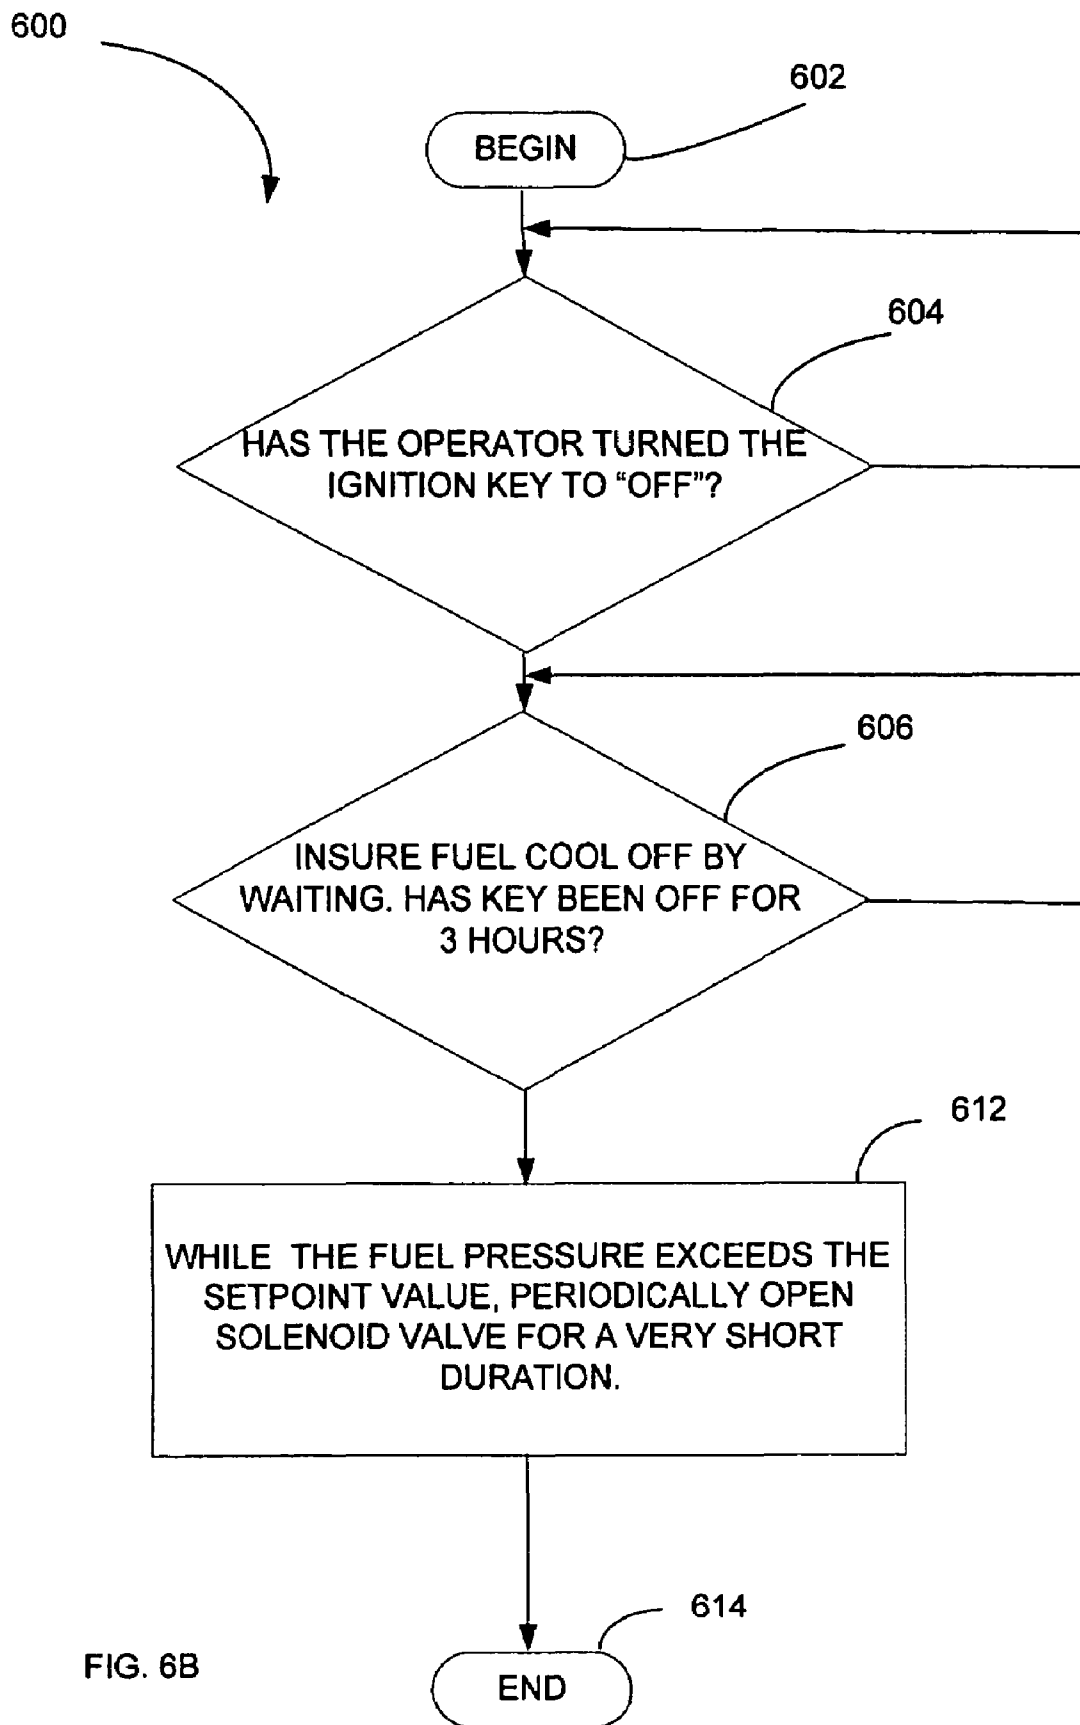 600
602
BEGIN
604
HAS THE OPERATOR TURNED THE
IGNITION KEY TO “OFF”?
606
INSURE FUEL COOL OFF BY
WAITING. HAS KEY BEEN OFF FOR
3 HOURS?
612
WHILE THE FUEL PRESSURE EXCEEDS THE
SETPOINT VALUE, PERIODICALLY OPEN
SOLENOID VALVE FOR A VERY SHORT
DURATION.
614
END
FIG. 6B